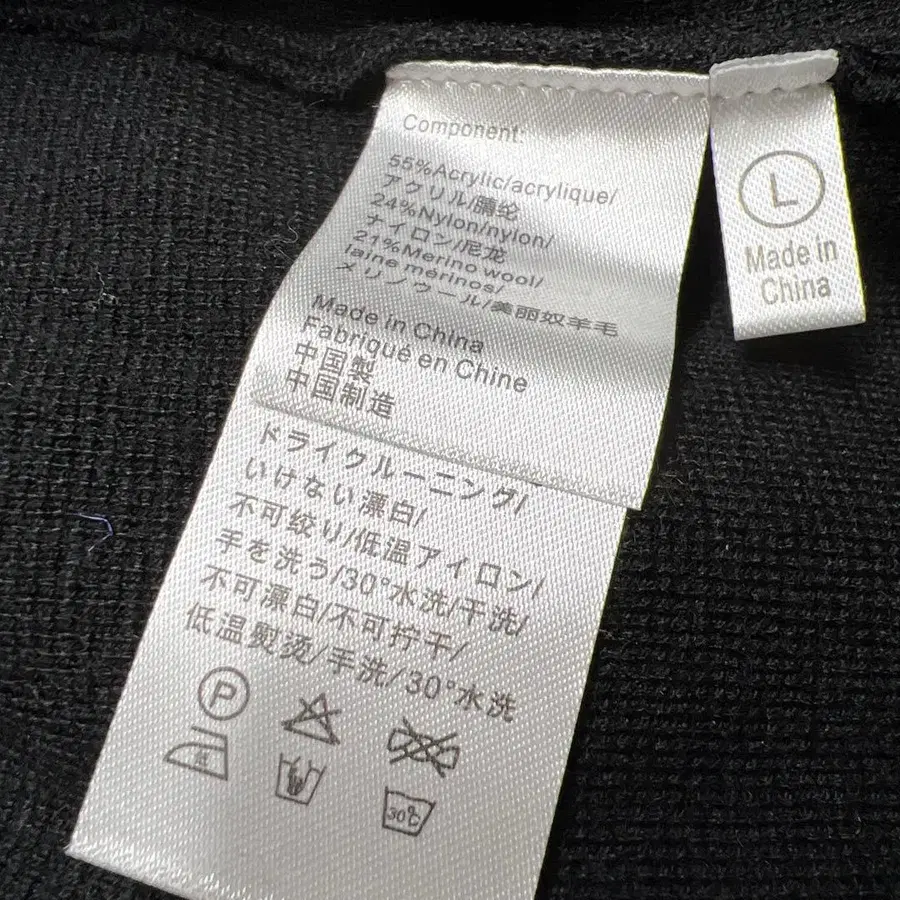 Component:
55%Acrylic/acrylique/
アクリル/腈纶
24%Nylon/nylon/
ナイロン/尼龙
21%Merino wool/
laine mérinos/
メリノゥール/美丽奴羊毛
Made in China
Fabriqué en Chine
中国製
中国制造
ドライクルーニング/
いけない漂白/
不可绞り/低温アイロン/
手を洗う/30°水洗/干洗/
不可漂白/不可拧干/
低温熨烫/手洗/30°水洗
P
30℃
L
Made in
China